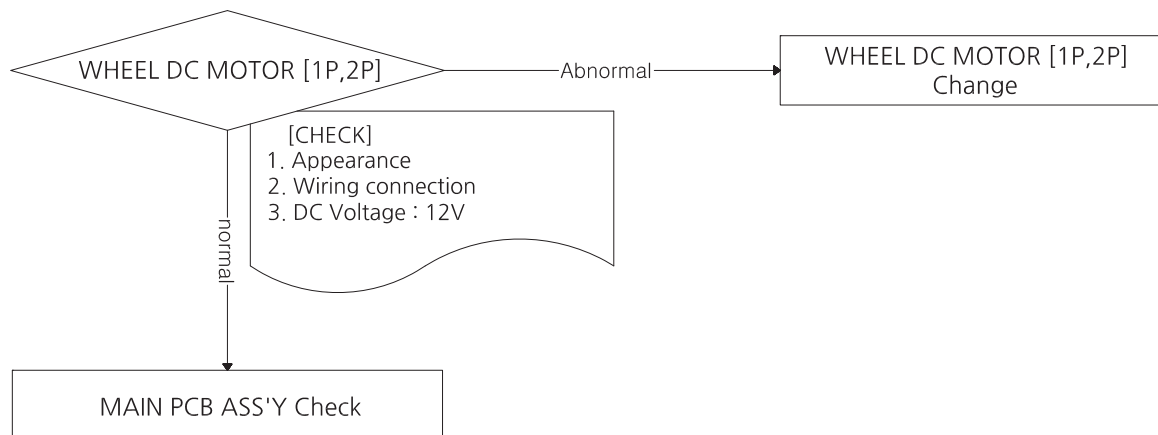 WHEEL DC MOTOR [1P,2P]
Abnormal
WHEEL DC MOTOR [1P,2P]
Change
[CHECK]
1. Appearance
2. Wiring connection
3. DC Voltage : 12V
normal
MAIN PCB ASS'Y Check